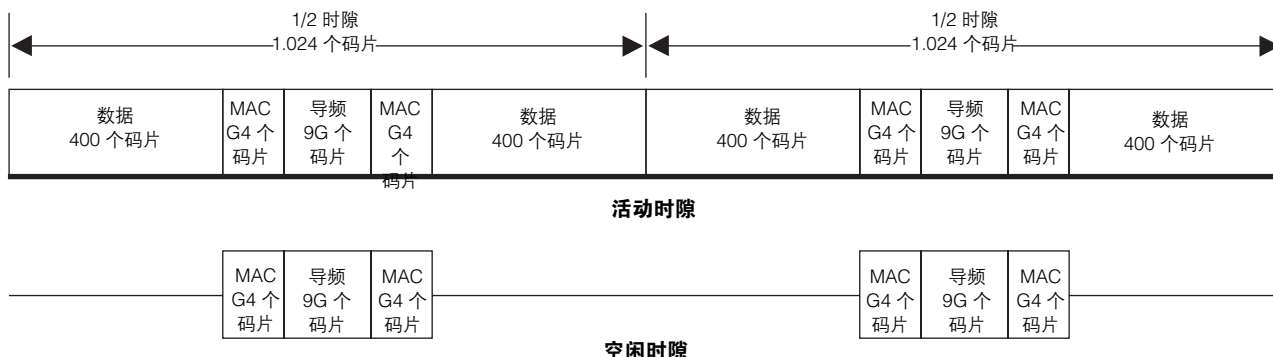 1/2 时隙
1.024 个码片
1/2 时隙
1.024 个码片
数据
400 个码片
MAC
G4 个
码片
导频
9G 个
码片
MAC
G4
个
码片
数据
400 个码片
数据
400 个码片
MAC
G4 个
码片
导频
9G 个
码片
MAC
G4 个
码片
数据
400 个码片
活动时隙
MAC
G4 个
码片
导频
9G 个
码片
MAC
G4 个
码片
MAC
G4 个
码片
导频
9G 个
码片
MAC
G4 个
码片
空闲时隙